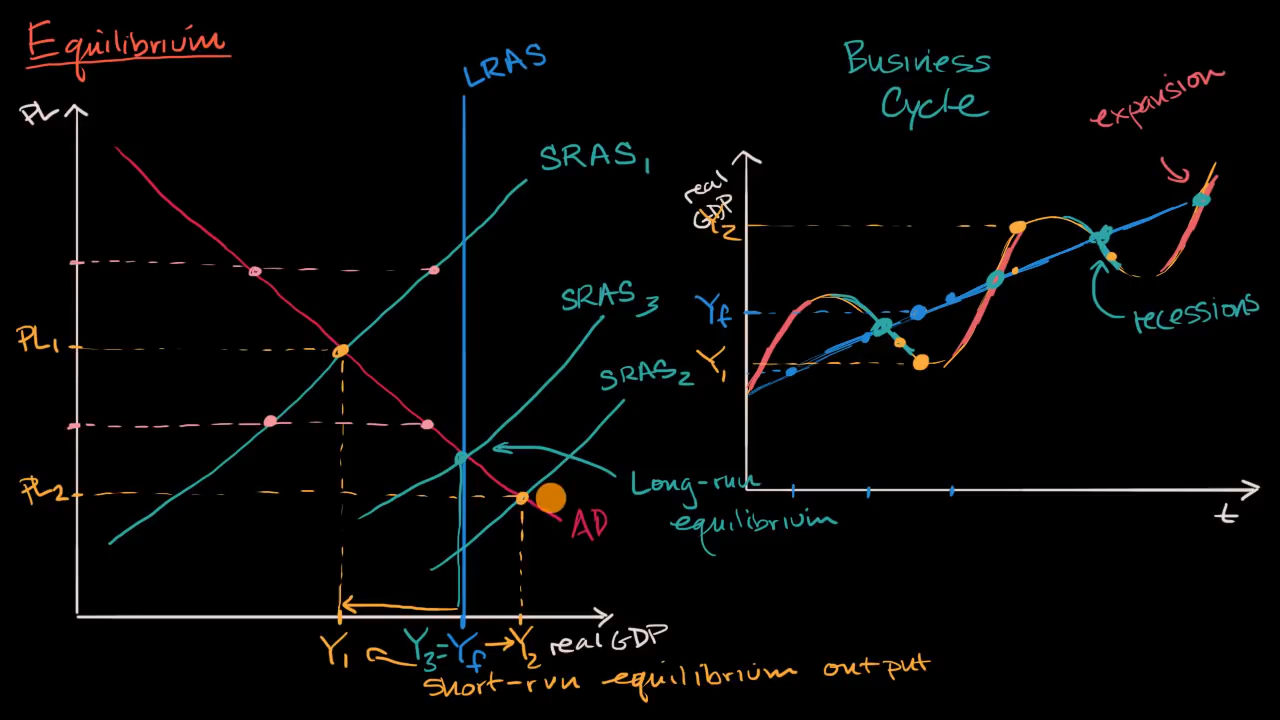 Equilibrium
PL
LRAS
SRAS1
SRAS3
SRAS2
PL1
PL2
AD
Long-run
equilibrium
Y1
Y3=Yf→Y2
real GDP
short-run equilibrium output
Business
Cycle
expansion
real
GDP
Y2
Yf
Y1
recessions
t